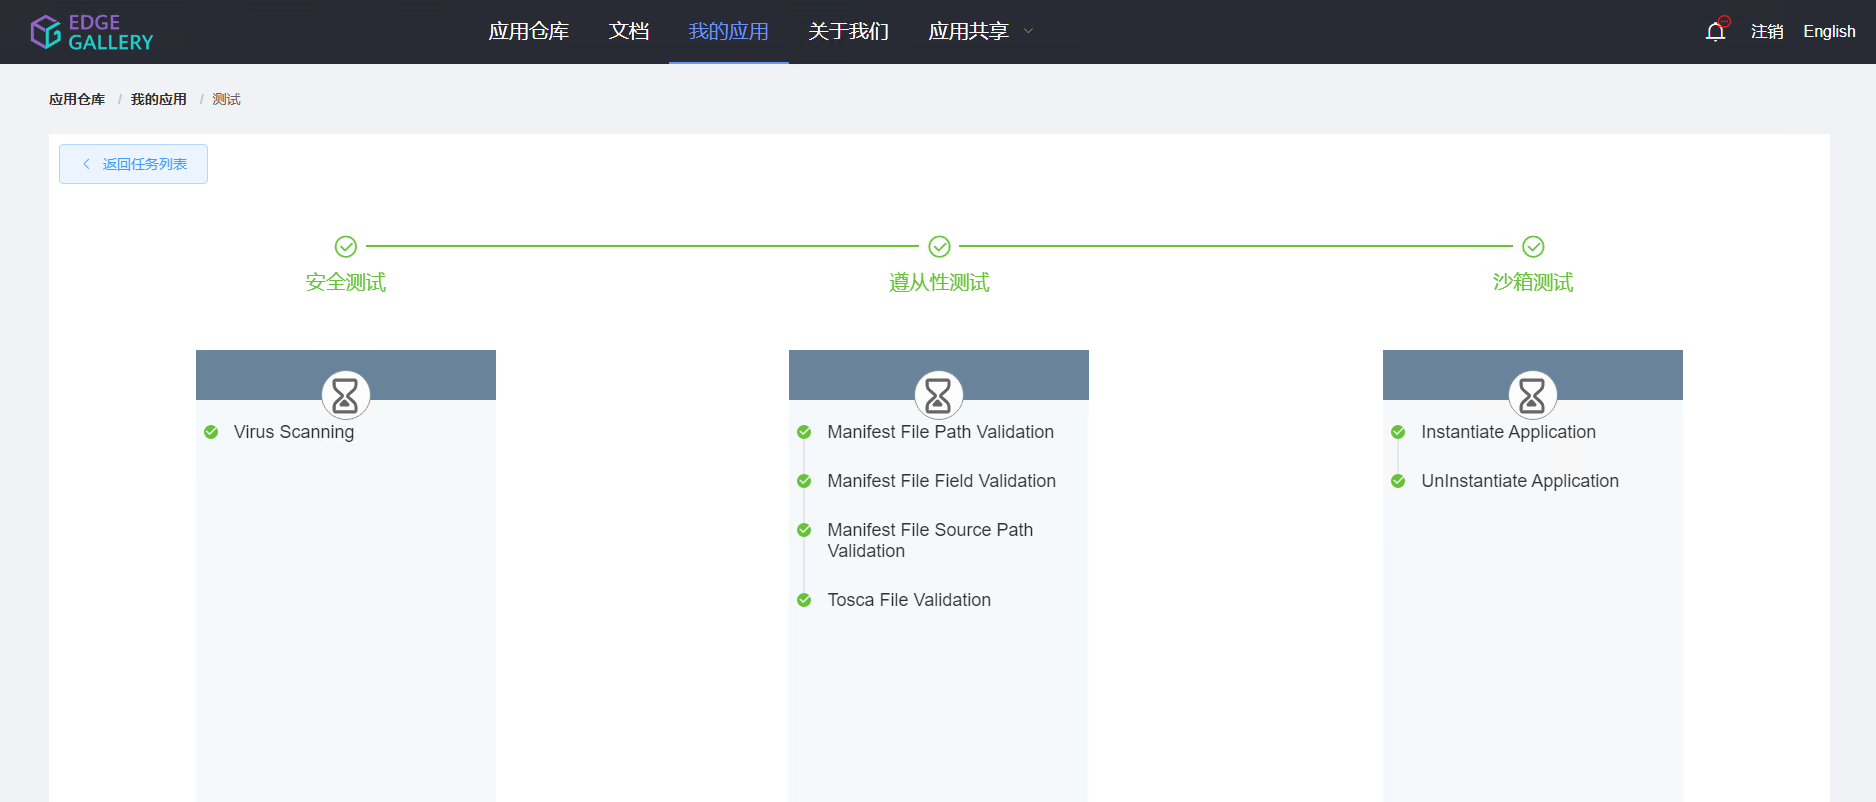 EDGE
GALLERY
应用仓库 文档 我的应用 关于我们 应用共享
注销 English
应用仓库 / 我的应用 / 测试
返回任务列表
安全测试
遵从性测试
沙箱测试
Virus Scanning
Manifest File Path Validation
Manifest File Field Validation
Manifest File Source Path
Validation
Tosca File Validation
Instantiate Application
UnInstantiate Application